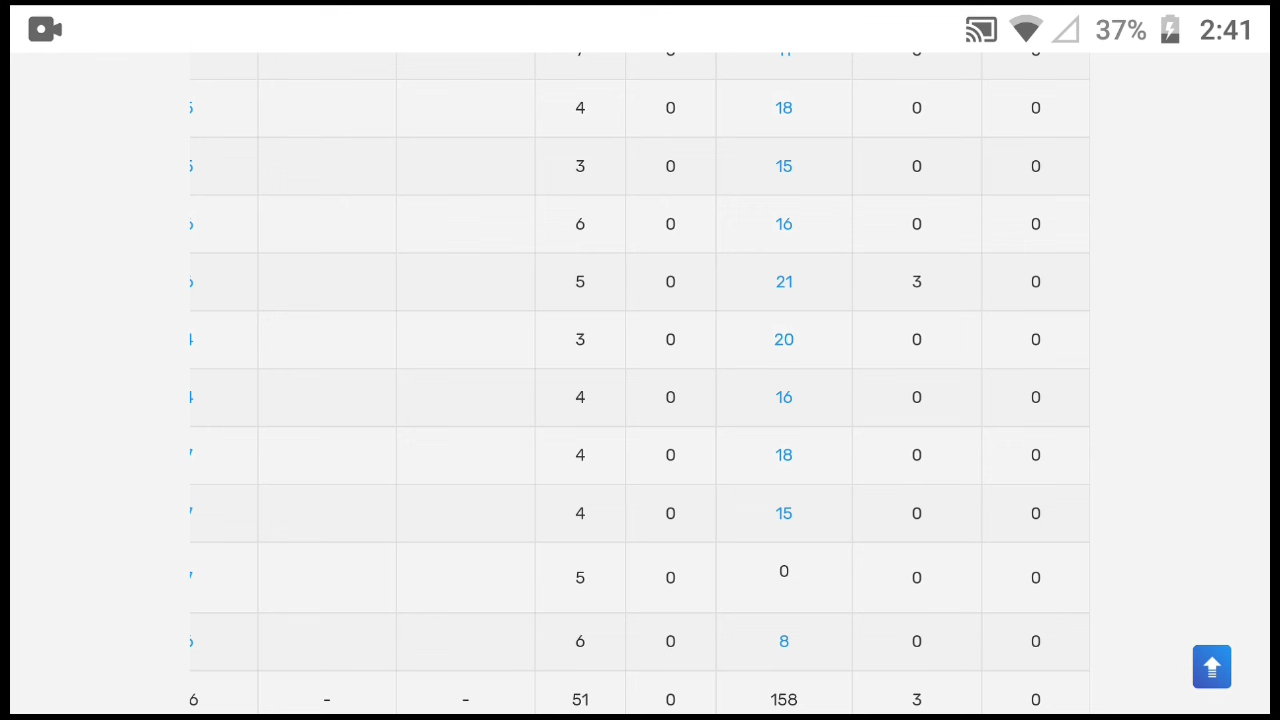 37% 2:41
4 0 18 0 0
3 0 15 0 0
6 0 16 0 0
5 0 21 3 0
3 0 20 0 0
4 0 16 0 0
4 0 18 0 0
4 0 15 0 0
5 0 0 0 0
6 0 8 0 0
6 - - 51 0 158 3 0